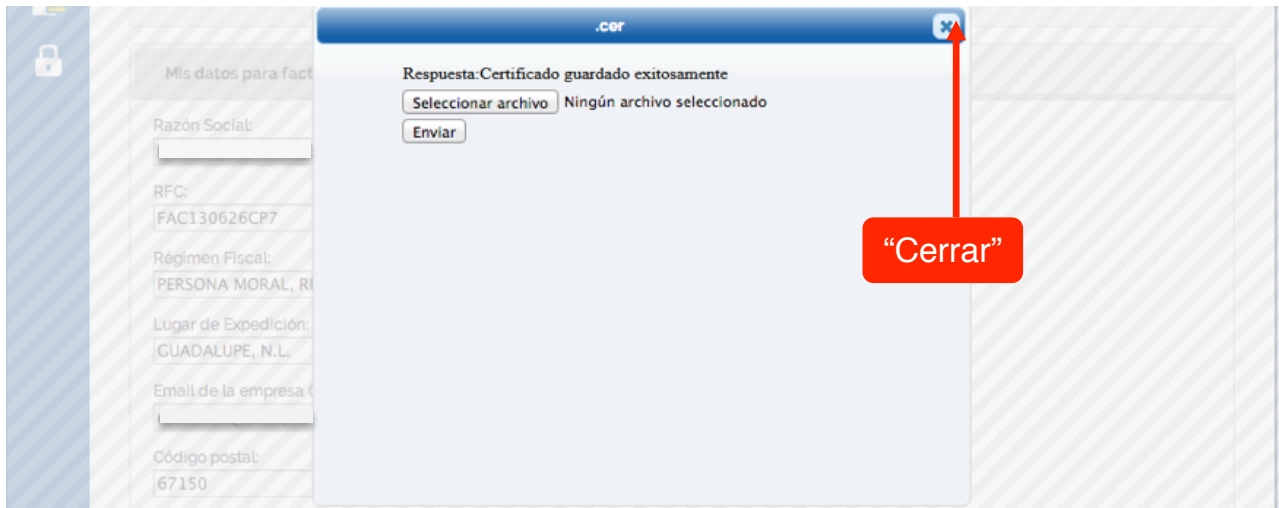 .cer
Respuesta:Certificado guardado exitosamente
Seleccionar archivo Ningún archivo seleccionado
Enviar
“Cerrar”
Mis datos para fact
Razón Social:
RFC:
FAC130626CP7
Régimen Fiscal:
PERSONA MORAL, RE
Lugar de Expedición:
GUADALUPE, N.L.
Email de la empresa (
Código postal:
67150